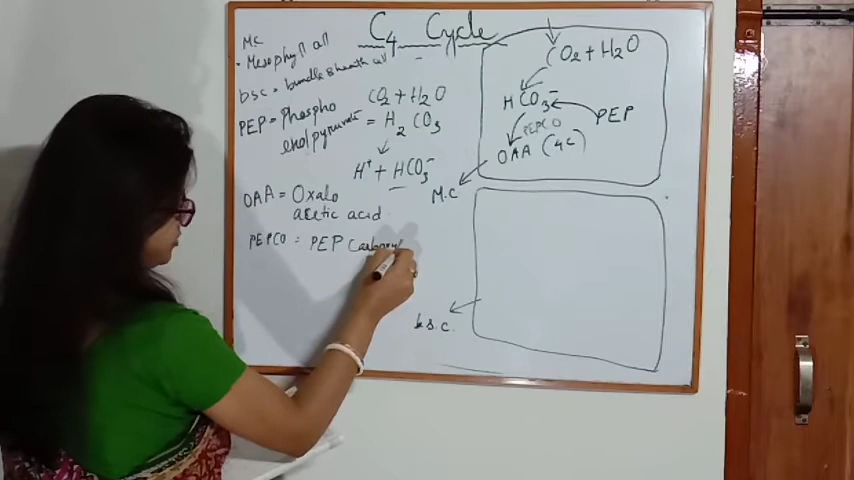 C4 Cycle
MC
• Mesophyll cell
bsc = bundle sheath cell
PEP = Phospho
enolpyruvate
CO2 + H2O
= H2CO3
↓
H+ + HCO3-
OAA = Oxalo
acetic acid
PEPCO = PEP Carboxyl
CO2 + H2O
HCO3-
PEP
PEPCO
OAA (4C)
M.C
b.s.c.